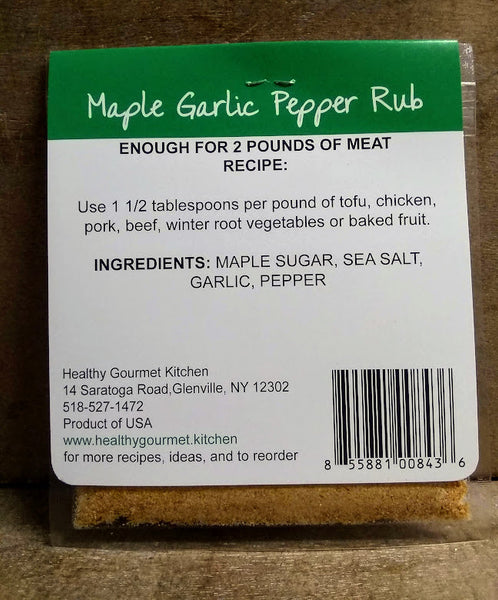 Maple Garlic Pepper Rub
ENOUGH FOR 2 POUNDS OF MEAT
RECIPE:
Use 1 1/2 tablespoons per pound of tofu, chicken,
pork, beef, winter root vegetables or baked fruit.
INGREDIENTS: MAPLE SUGAR, SEA SALT,
GARLIC, PEPPER
Healthy Gourmet Kitchen
14 Saratoga Road,Glenville, NY 12302
518-527-1472
Product of USA
www.healthygourmet.kitchen
for more recipes, ideas, and to reorder
8 55881 00843 6